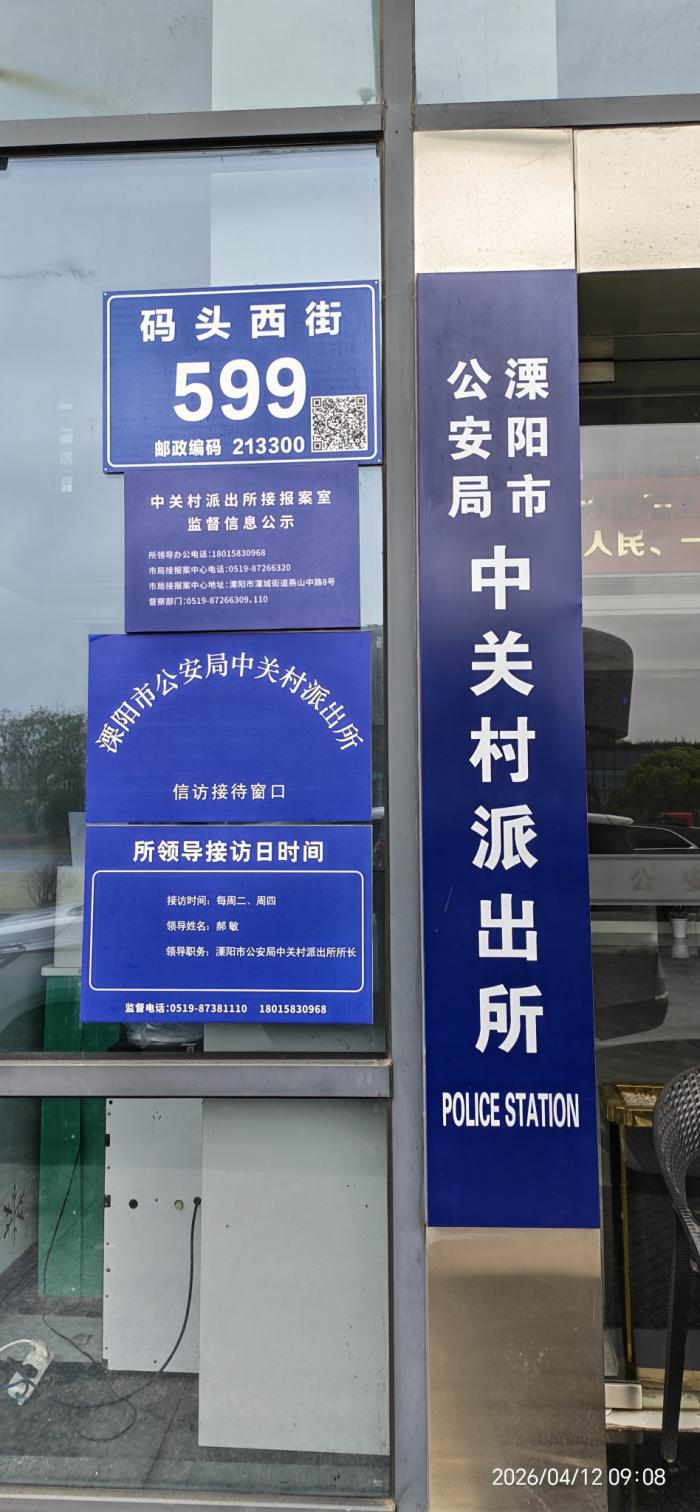 码头西街
599
邮政编码 213300
中关村派出所接报案室
监督信息公示
所领导办公电话:18015830968
市局接报案中心电话:0519-87266320
市局接报案中心地址:溧阳市溧城街道燕山中路8号
督察部门:0519-87266309,110
溧阳市公安局中关村派出所
信访接待窗口
所领导接访日时间
接访时间：每周二、周四
领导姓名：郝敏
领导职务：溧阳市公安局中关村派出所所长
监督电话:0519-87381110 18015830968
溧阳市
公安局
中关村派出所
POLICE STATION
人民、一
公安
2026/04/12 09:08